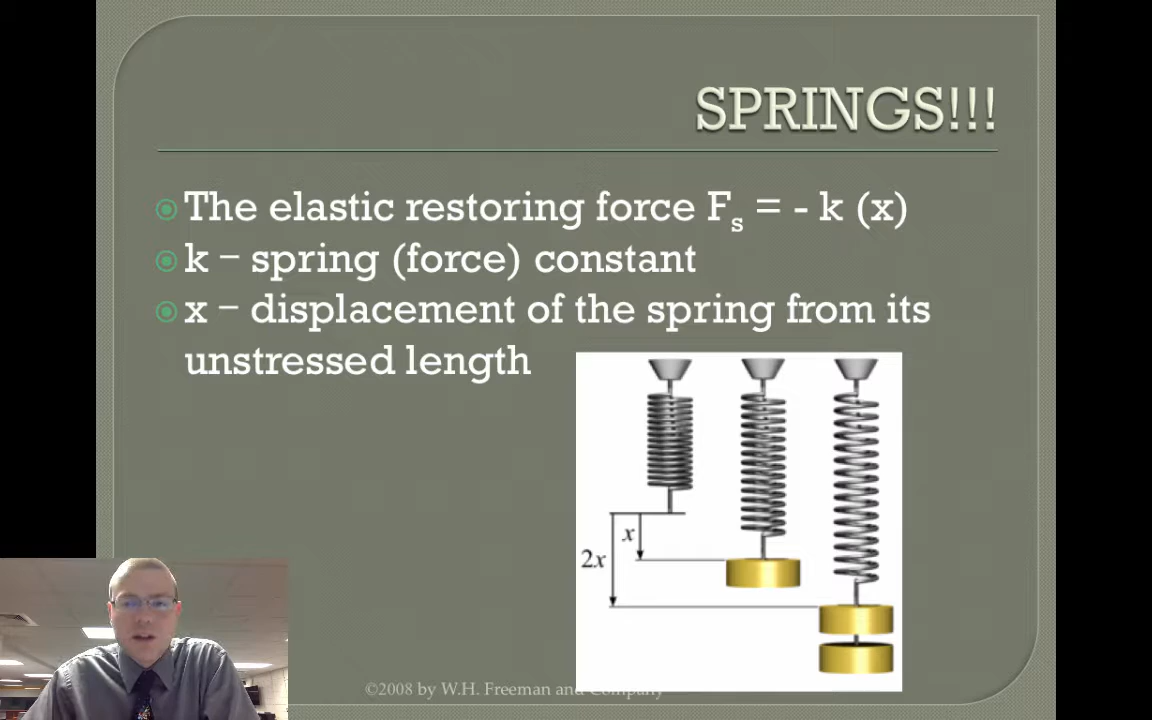 SPRINGS!!!
The elastic restoring force Fs = - k (x)
k – spring (force) constant
x – displacement of the spring from its
unstressed length
x
2x
©2008 by W.H. Freeman and Company